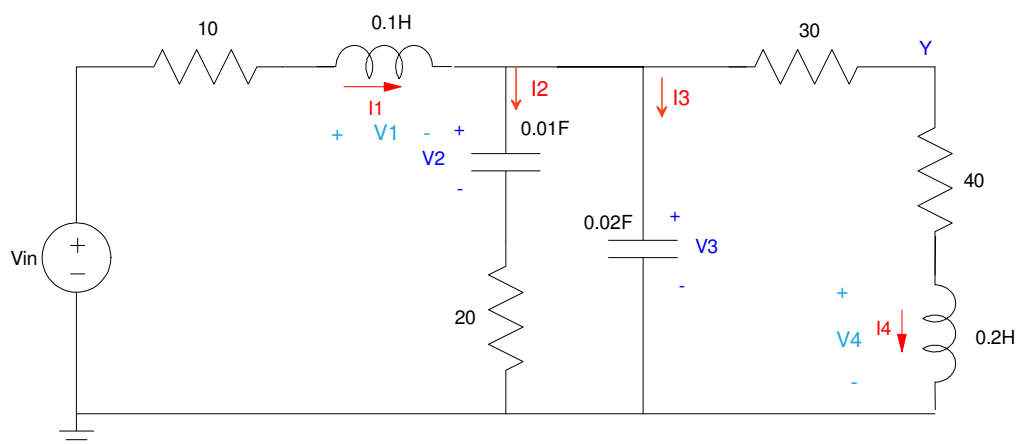 10
0.1H
30
Y
I1
I2
I3
+ V1 -
+
0.01F
V2
-
40
0.02F
+
V3
-
Vin
+
-
20
+
I4
V4
0.2H
-